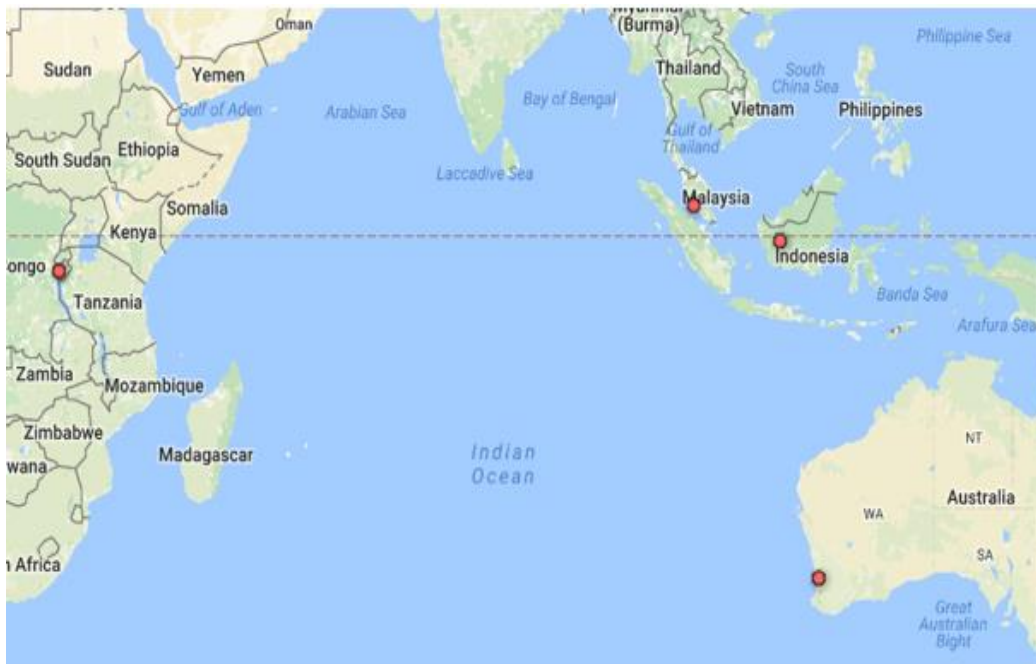 Myanmar
(Burma)
Oman
Philippine Sea
Sudan
Yemen
Thailand
South
China Sea
Gulf of Aden
Arabian Sea
Bay of Bengal
Vietnam
Philippines
Ethiopia
Gulf of
Thailand
South Sudan
Laccadive Sea
Somalia
Malaysia
Kenya
ongo
Indonesia
Tanzania
Banda Sea
Arafura Sea
Zambia
Mozambique
Zimbabwe
Madagascar
Indian
Ocean
NT
wana
Australia
WA
SA
n Africa
Great
Australian
Bight